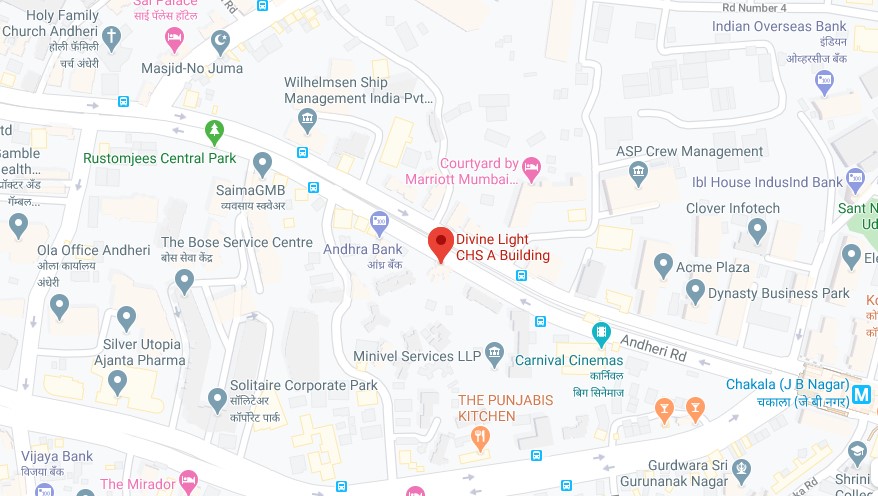 Rd Number 4
Sai Palace
साई पॅलेस हॉटेल
Holy Family
Church Andheri
होली फॅमिली
चर्च अंधेरी
Masjid-No Juma
Indian Overseas Bank
इंडियन
ओव्हरसीज बँक
Wilhelmsen Ship
Management India Pvt...
Rustomjees Central Park
Courtyard by
Marriott Mumbai...
ASP Crew Management
Ibl House IndusInd Bank
Gamble
Health...
प्रॉक्टर अँड
गॅम्बल...
SaimaGMB
व्यवसाय स्क्वेअर
Clover Infotech
Sant N
Ud
Ola Office Andheri
ओला कार्यालय
अंधेरी
The Bose Service Centre
बोस सेवा केंद्र
Andhra Bank
आंध्र बँक
Divine Light
CHS A Building
Acme Plaza
Dynasty Business Park
Ele
Silver Utopia
Ajanta Pharma
Minivel Services LLP
Carnival Cinemas
कार्निवल
बिग सिनेमाज
Andheri Rd
Solitaire Corporate Park
सॉलिटेअर
कॉर्पोरेट पार्क
THE PUNJABIS
KITCHEN
Chakala (J B Nagar)
चकाला (जे.बी.नगर)
M
Vijaya Bank
विजया बँक
The Mirador
Gurdwara Sri
Gurunanak Nagar
Shrini
Colle